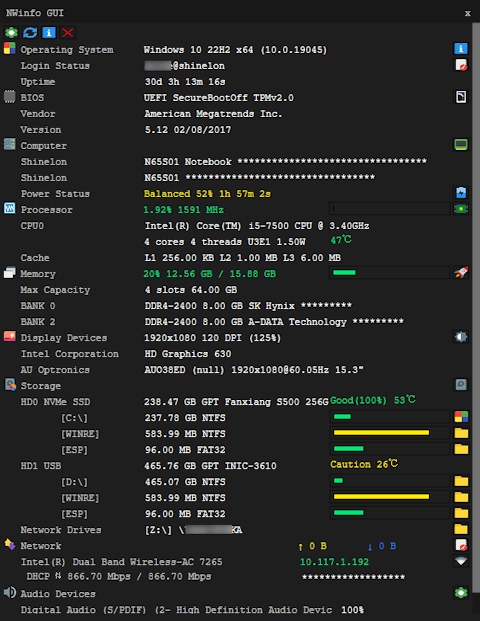 NWinfo GUI x
Operating System Windows 10 22H2 x64 (10.0.19045)
Login Status @shinelon
Uptime 30d 3h 13m 16s
BIOS UEFI SecureBootOff TPMv2.0
Vendor American Megatrends Inc.
Version 5.12 02/08/2017
Computer
Shinelon N65S01 Notebook *********************************
Shinelon N65S01 *********************************
Power Status Balanced 52% 1h 57m 2s
Processor 1.92% 1591 MHz
CPU0 Intel(R) Core(TM) i5-7500 CPU @ 3.40GHz
4 cores 4 threads U3E1 1.50W 47℃
Cache L1 256.00 KB L2 1.00 MB L3 6.00 MB
Memory 20% 12.56 GB / 15.88 GB
Max Capacity 4 slots 64.00 GB
BANK 0 DDR4-2400 8.00 GB SK Hynix *********
BANK 2 DDR4-2400 8.00 GB A-DATA Technology *********
Display Devices 1920x1080 120 DPI (125%)
Intel Corporation HD Graphics 630
AU Optronics AUO38ED (null) 1920x1080@60.05Hz 15.3"
Storage
HD0 NVMe SSD 238.47 GB GPT Fanxiang S500 256G Good(100%) 53℃
[C:\] 237.78 GB NTFS
[WINRE] 583.99 MB NTFS
[ESP] 96.00 MB FAT32
HD1 USB 465.76 GB GPT INIC-3610 Caution 26℃
[D:\] 465.07 GB NTFS
[WINRE] 583.99 MB NTFS
[ESP] 96.00 MB FAT32
Network Drives [Z:\] \KA
Network ↑ 0 B ↓ 0 B
Intel(R) Dual Band Wireless-AC 7265 10.117.1.192
DHCP ⇅ 866.70 Mbps / 866.70 Mbps ******************
Audio Devices
Digital Audio (S/PDIF) (2- High Definition Audio Devic 100%